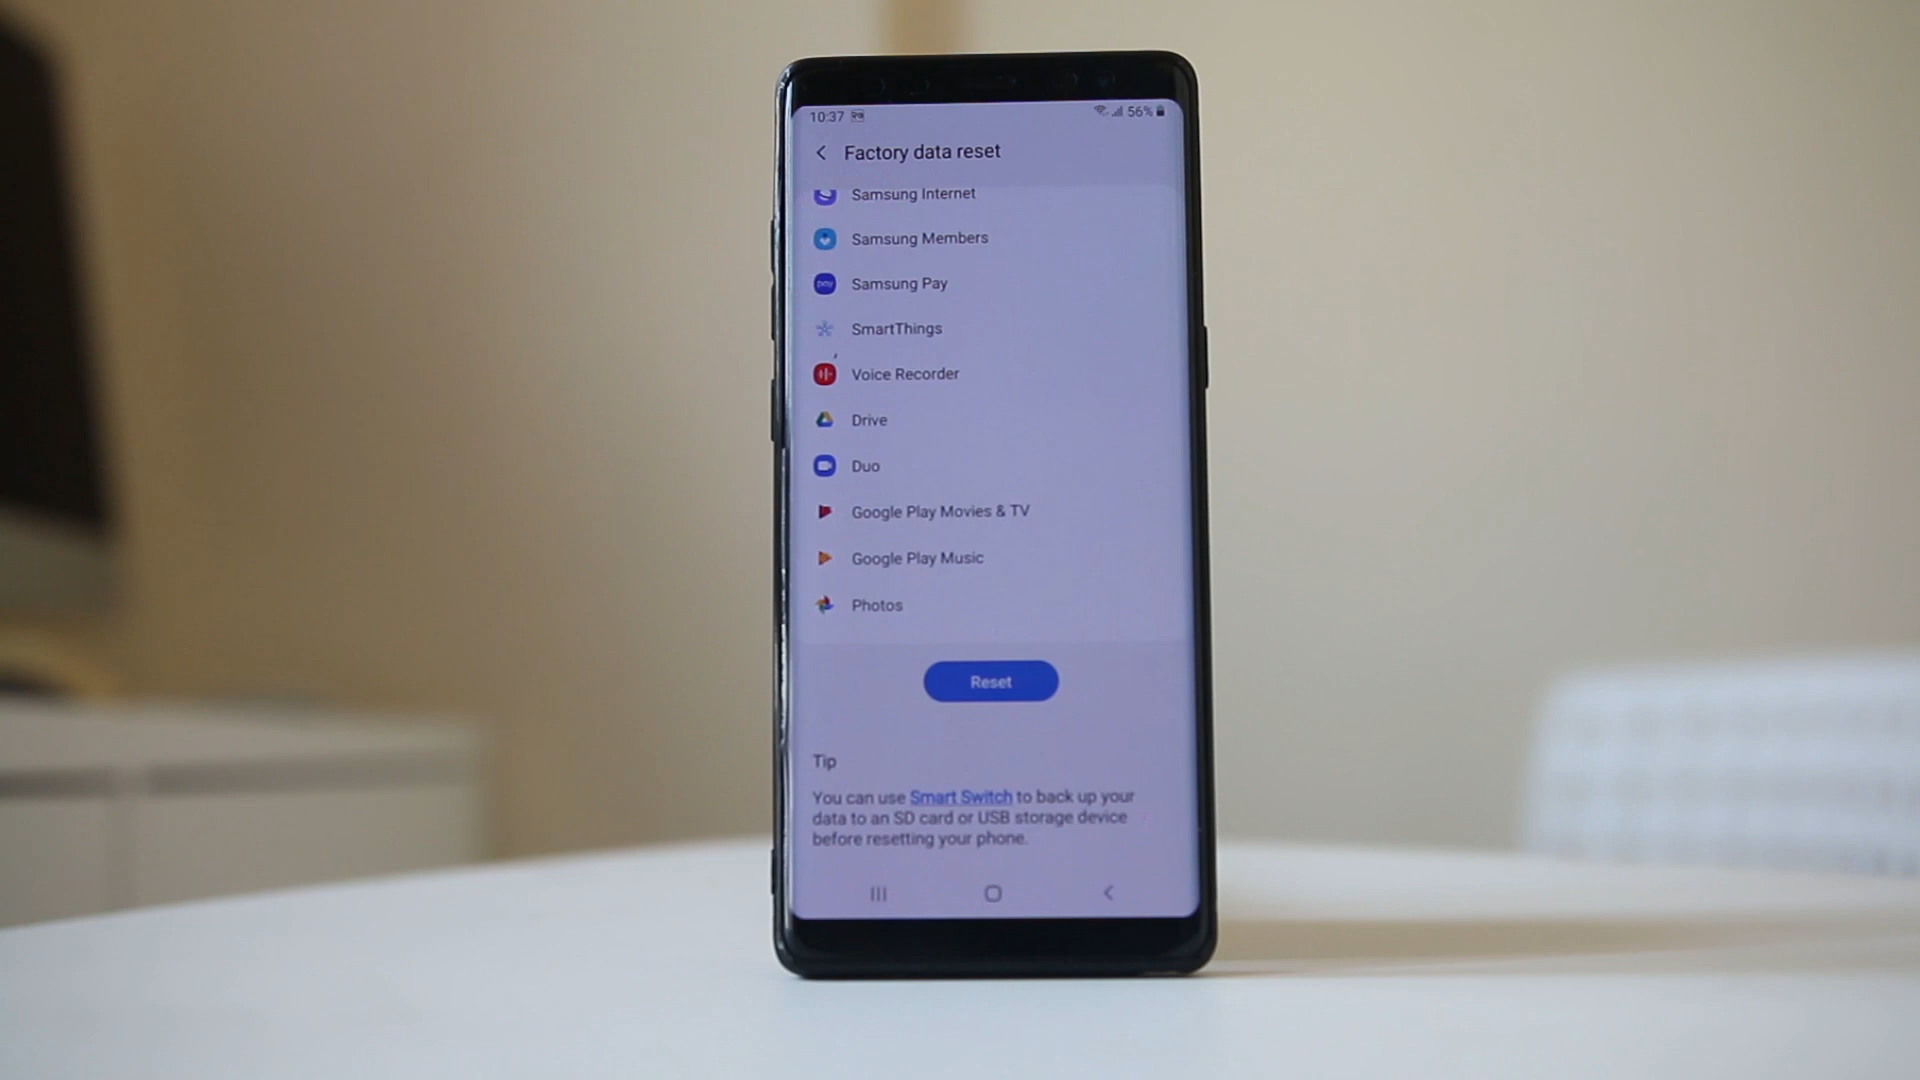 10:37 56%
Factory data reset
Samsung Internet
Samsung Members
pay Samsung Pay
SmartThings
Voice Recorder
Drive
Duo
Google Play Movies & TV
Google Play Music
Photos
Reset
Tip
You can use Smart Switch to back up your
data to an SD card or USB storage device
before resetting your phone.